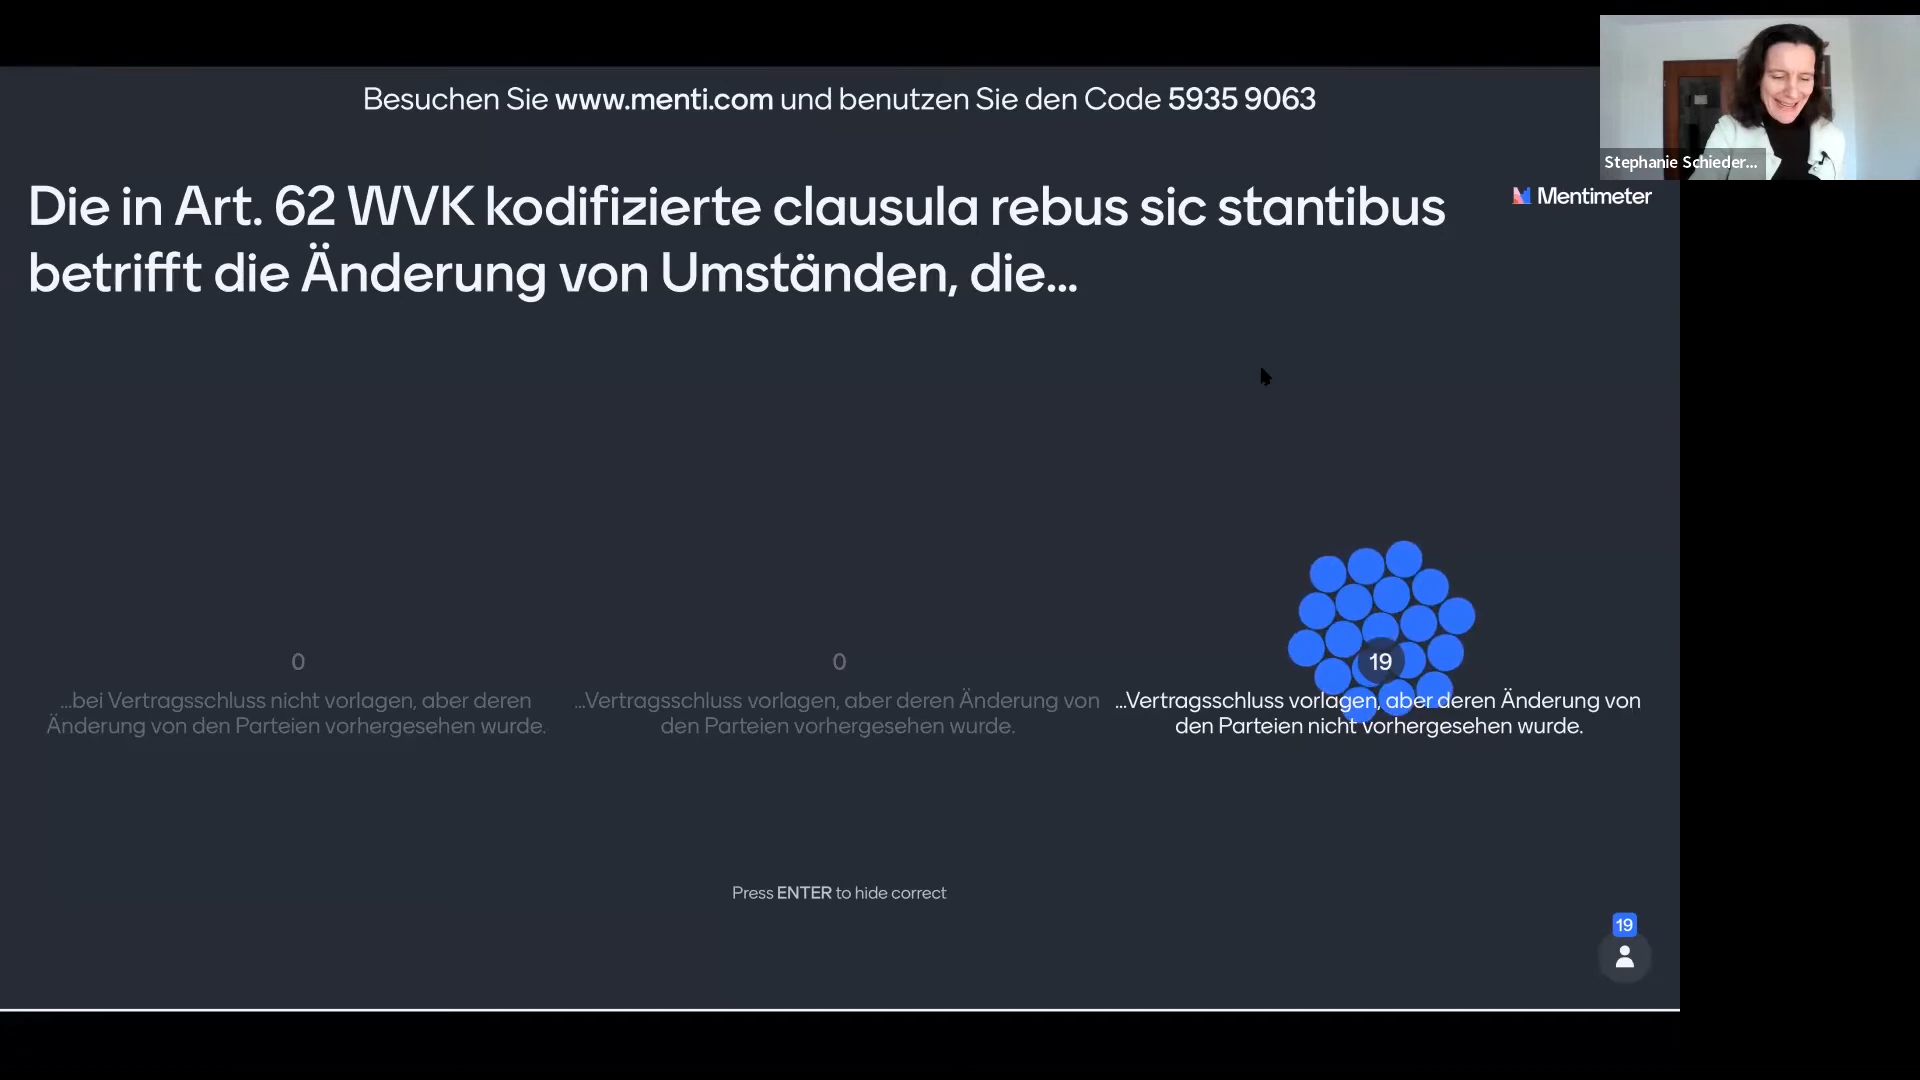 Besuchen Sie www.menti.com und benutzen Sie den Code 5935 9063
Stephanie Schieder...
Die in Art. 62 WVK kodifizierte clausula rebus sic stantibus
betrifft die Änderung von Umständen, die...
Mentimeter
0
...bei Vertragsschluss nicht vorlagen, aber deren
Änderung von den Parteien vorhergesehen wurde.
0
...Vertragsschluss vorlagen, aber deren Änderung von
den Parteien vorhergesehen wurde.
19
...Vertragsschluss vorlagen, aber deren Änderung von
den Parteien nicht vorhergesehen wurde.
Press ENTER to hide correct
19